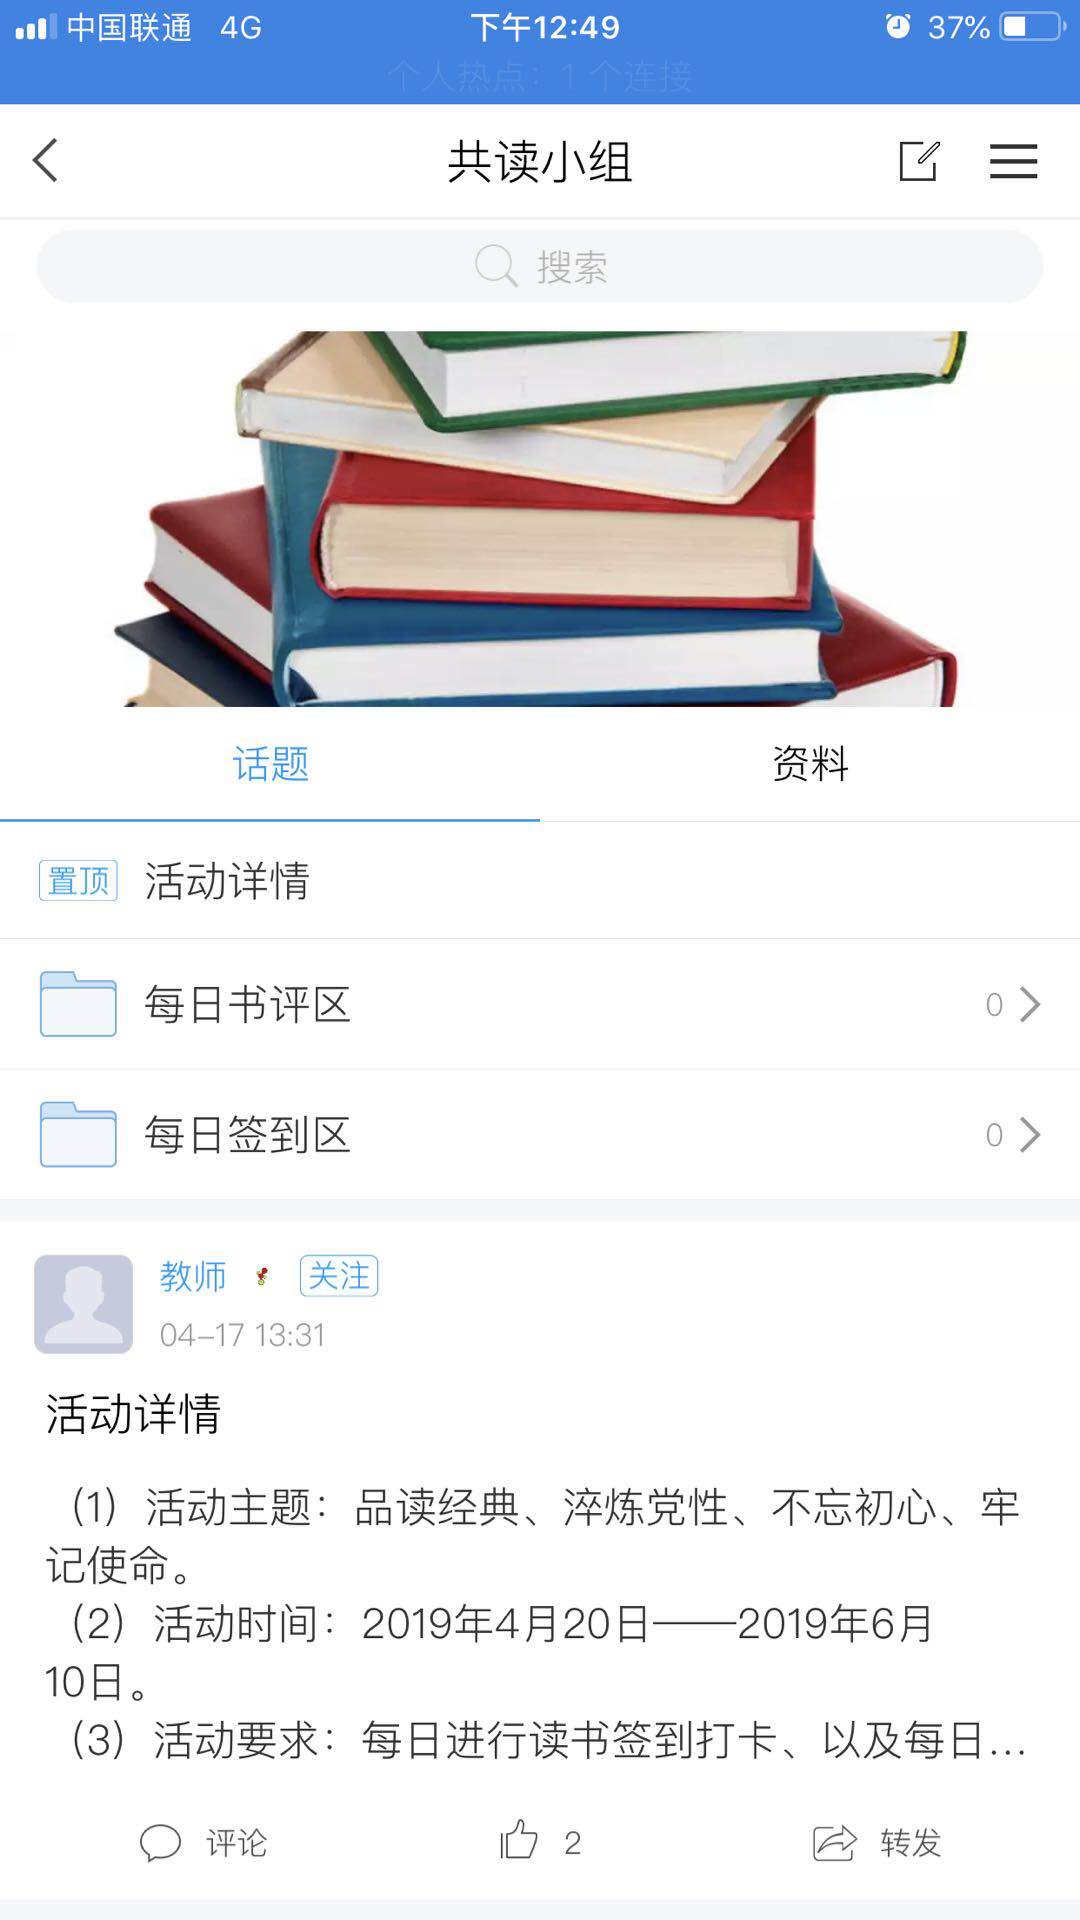 中国联通 4G 下午12:49 37%
个人热点：1 个连接
共读小组
搜索
话题 资料
置顶 活动详情
每日书评区 0
每日签到区 0
教师 关注
04-17 13:31
活动详情
（1）活动主题：品读经典、淬炼党性、不忘初心、牢
记使命。
（2）活动时间：2019年4月20日——2019年6月
10日。
（3）活动要求：每日进行读书签到打卡、以及每日...
评论 2 转发